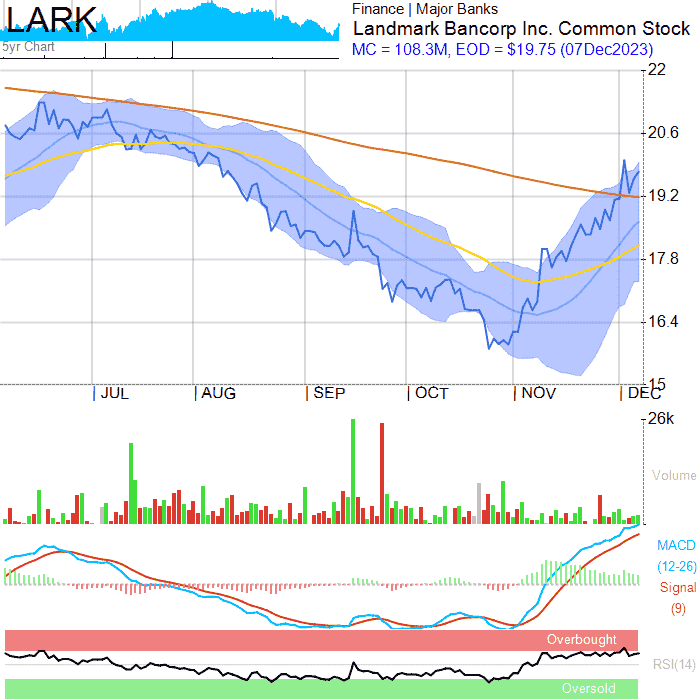 LARK
5yr Chart
Finance | Major Banks
Landmark Bancorp Inc. Common Stock
MC = 108.3M, EOD = $19.75 (07Dec2023)
22
20.6
19.2
17.8
16.4
15
| JUL | AUG | SEP | OCT | NOV | DEC
26k
Volume
MACD
(12-26)
Signal
(9)
Overbought
RSI(14)
Oversold